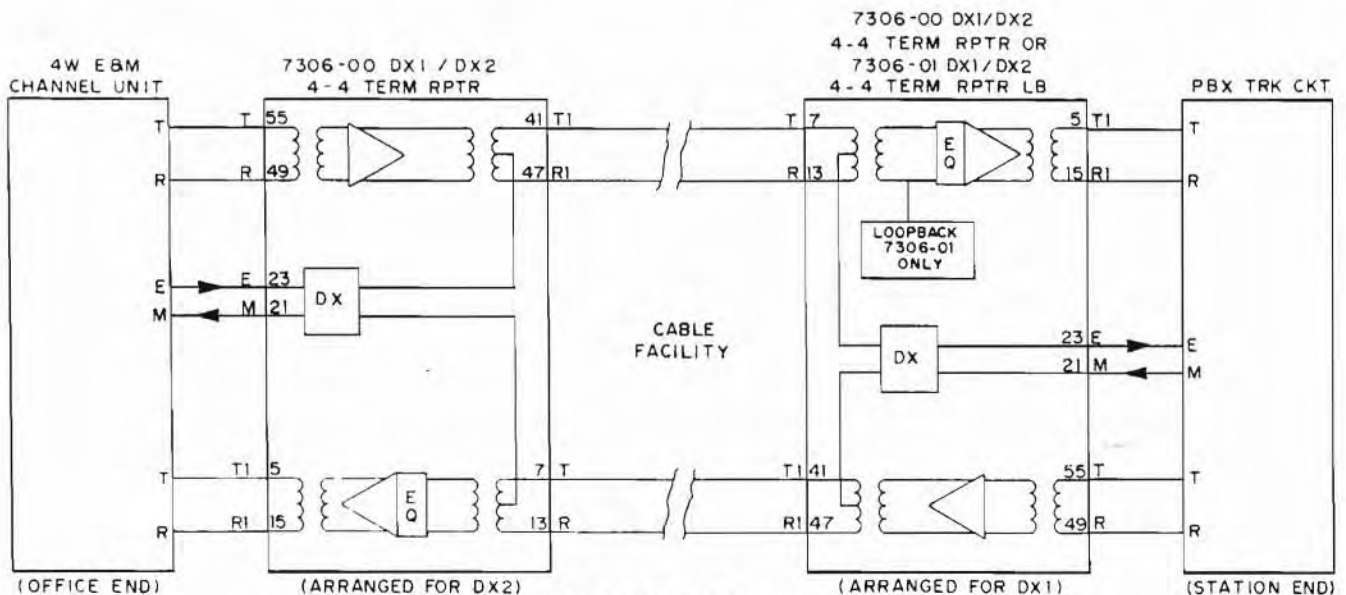 4W E&M
CHANNEL UNIT
7306-00 DX1 / DX2
4-4 TERM RPTR
7306-00 DX1/DX2
4-4 TERM RPTR OR
7306-01 DX1/DX2
4-4 TERM RPTR LB
PBX TRK CKT
T T 55 41 T1 T 7 5 T1 T
EQ
R R 49 47 R1 R 13 15 R1 R
LOOPBACK
7306-01
ONLY
E E 23
DX
M M 21
CABLE
FACILITY
23 E E
DX
21 M M
T T1 5 7 T T1 41 55 T T
EQ
R R1 15 13 R R1 47 49 R R
(OFFICE END) (ARRANGED FOR DX2) (ARRANGED FOR DX1) (STATION END)